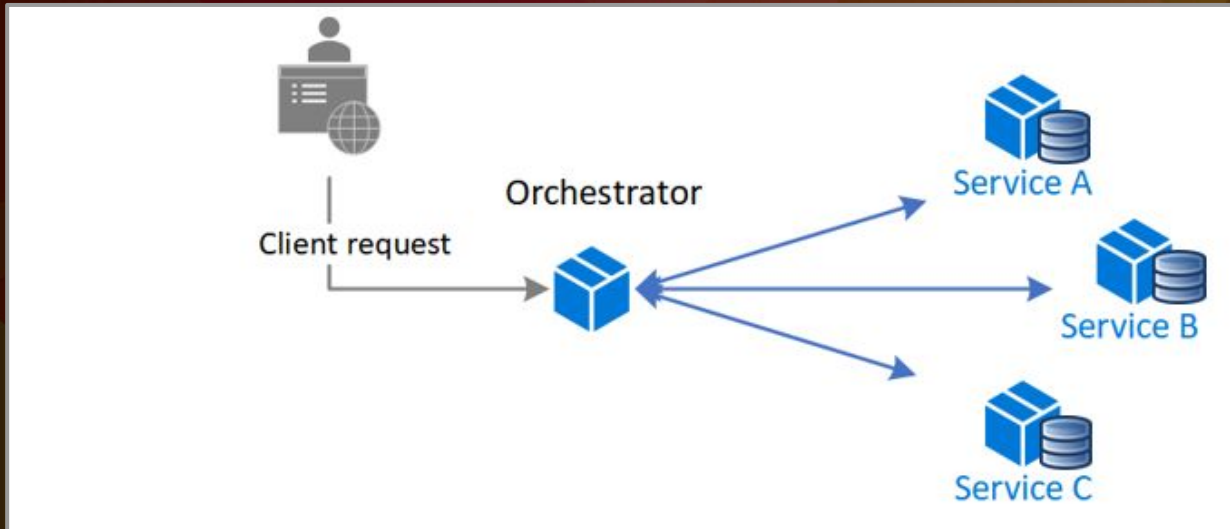 Orchestrator
Client request
Service A
Service B
Service C